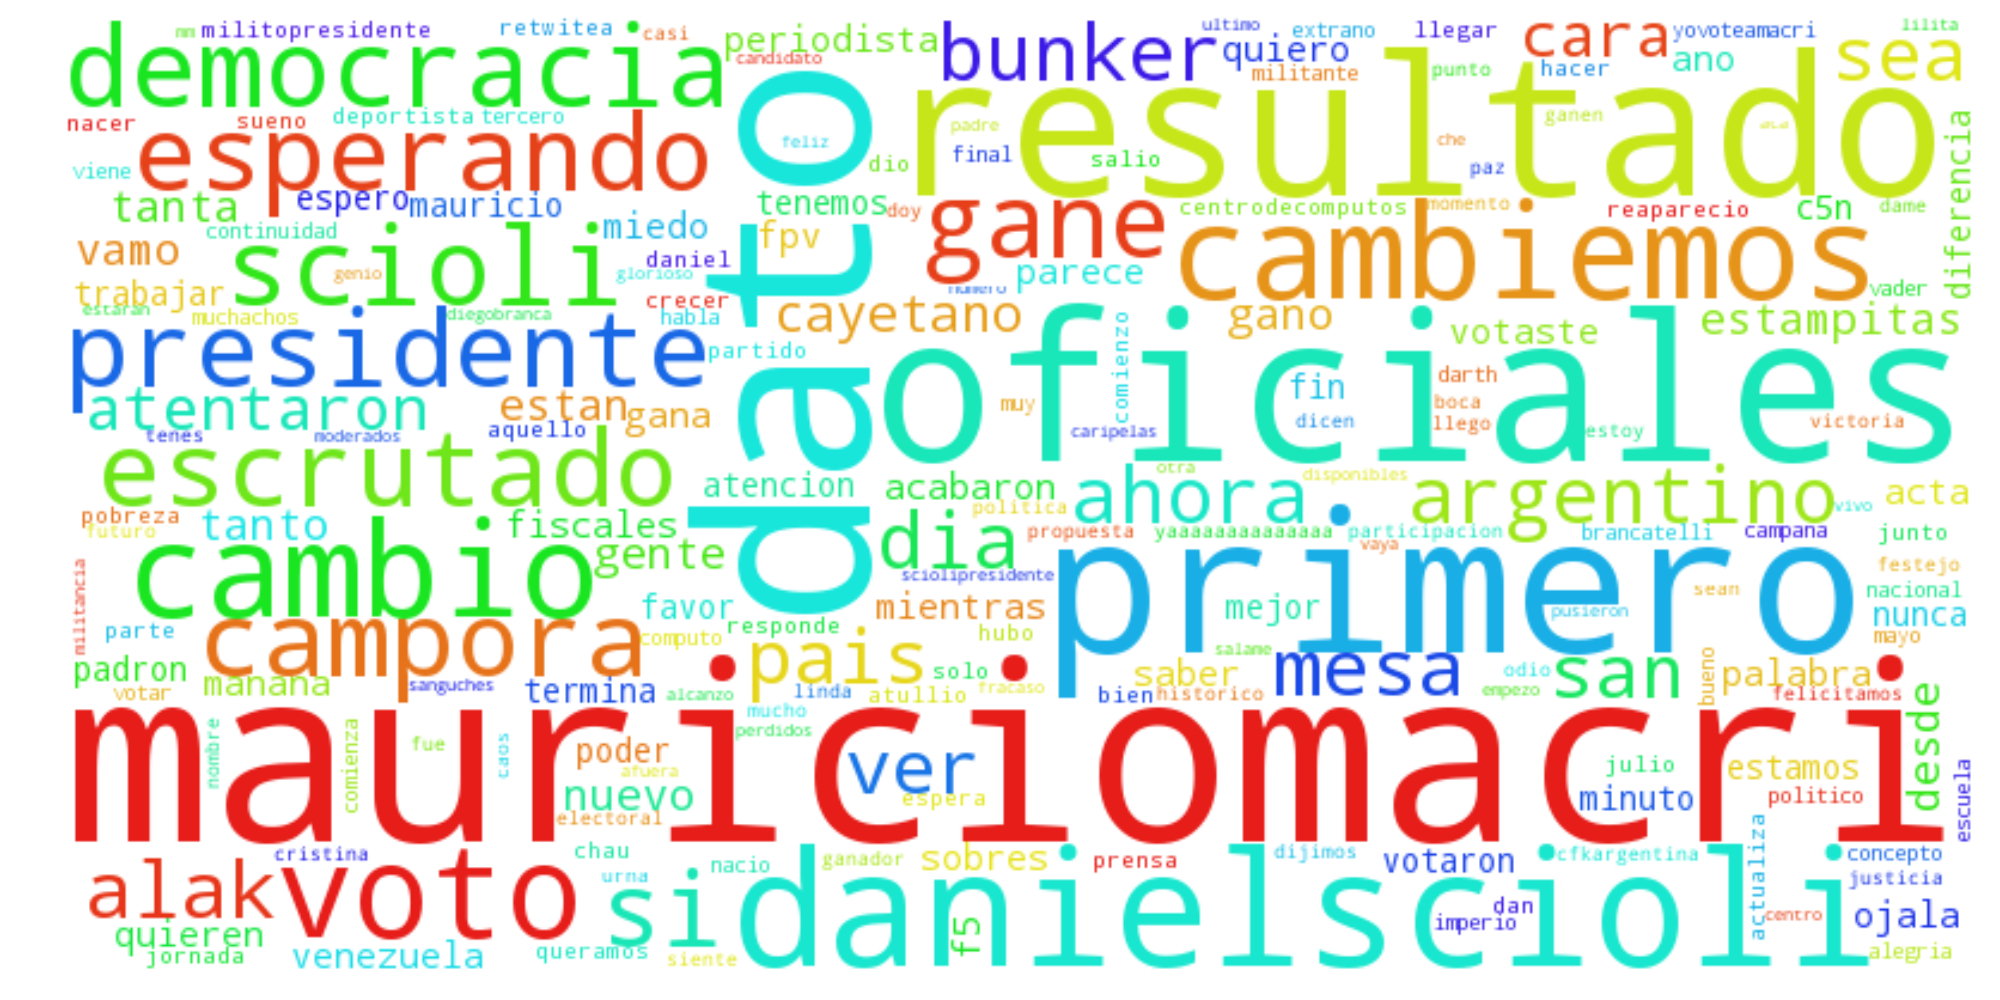 mm militopresidente retwitea casi periodista ultimo extrano llegar cara yovoteamacri lilita
democracia candidato bunker quiero militante punto hacer ano sea
nacer sueno deportista tercero dato resultado
esperando feliz padre che ganen
viene dio final salio paz diferencia
tanta espero mauricio tenemos doy gane centrodecomputos momento reaparecio c5n dame
continuidad miedo fpv
vamo scioli daniel parece cambiemos
genio glorioso
trabajar crecer numero vader
estaran muchachos diegobranca habla cayetano gano votaste estampitas
presidente partido comienzo oficiales
fin darth
atentaron estan gana muy boca
tenes moderados aquello caripelas dicen llego estoy victoria
escrutado atencion acabaron otra disponibles
ahora argentino vivo acta
pobreza tanto fiscales politica
futuro propuesta yaaaaaaaaaaaaaa participacion brancatelli campana junto
cambio gente dia vaya festejo
militancia sciolipresidente primero sean nacional
favor mientras mejor pusieron nunca
parte campora computo responde hubo mayo
padron pais solo salame saber mesa odio san bueno palabra
votar manana sanguches termina alcanzo linda atullio fracaso bien historico empezo felicitamos
mucho desde
mauriciomacri perdidos
nombre comienza fue caos poder ver julio estamos
afuera nuevo espera minuto politico escuela
electoral
cristina chau nacio ganador sobres prensa dijimos votaron cfkargentina actualiza concepto
alak voto urna si danielscioli justicia
dan imperio centro ojala
quieren f5
jornada venezuela queramos siente alegria